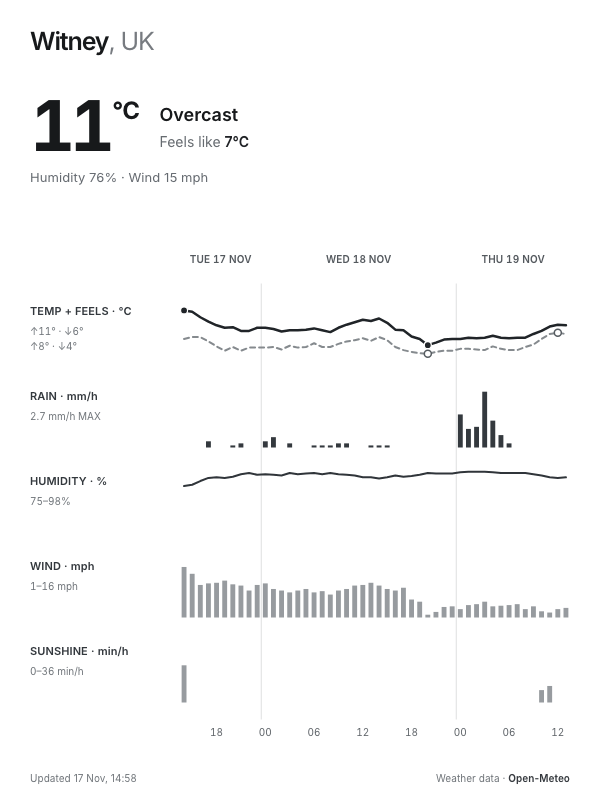 Witney, UK
11°C
Overcast
Feels like 7°C
Humidity 76% · Wind 15 mph
TUE 17 NOV WED 18 NOV THU 19 NOV
TEMP + FEELS · °C
↑11° · ↓6°
↑8° · ↓4°
RAIN · mm/h
2.7 mm/h MAX
HUMIDITY · %
75–98%
WIND · mph
1–16 mph
SUNSHINE · min/h
0–36 min/h
18 00 06 12 18 00 06 12
Updated 17 Nov, 14:58
Weather data · Open-Meteo